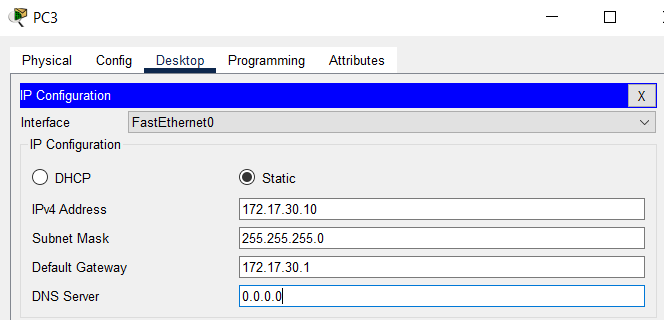 PC3
Physical Config Desktop Programming Attributes
IP Configuration X
Interface FastEthernet0
IP Configuration
DHCP Static
IPv4 Address 172.17.30.10
Subnet Mask 255.255.255.0
Default Gateway 172.17.30.1
DNS Server 0.0.0.0